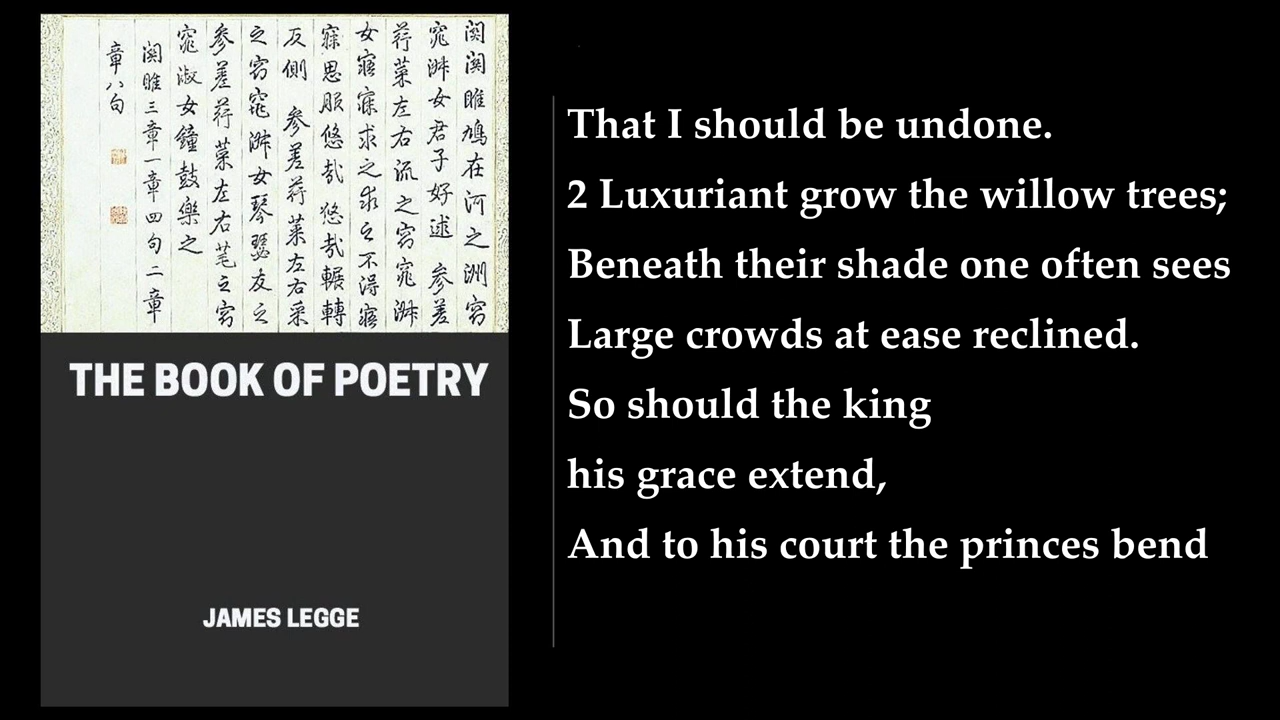 関関雎鳩在河之洲窈
窕淑女君子好逑 参差
荇菜左右流之窈窕淑
女寤寐求之求之不得寤
寐思服悠哉悠哉輾轉
反側 参差荇菜左右采
之窈窕淑女琴瑟友之
参差荇菜左右芼之窈
窕淑女鐘鼓樂之
関雎三章一章四句二章
章八句
THE BOOK OF POETRY
JAMES LEGGE
That I should be undone.
2 Luxuriant grow the willow trees;
Beneath their shade one often sees
Large crowds at ease reclined.
So should the king
his grace extend,
And to his court the princes bend